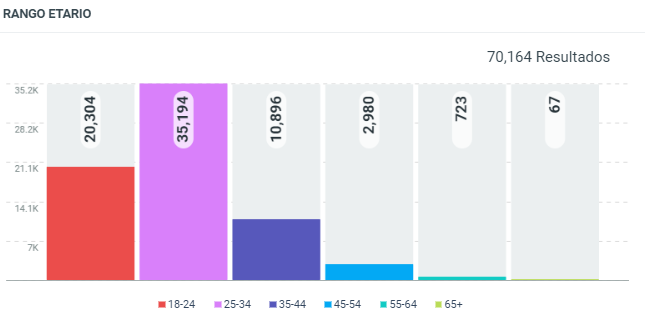 RANGO ETARIO
70,164 Resultados
35.2K
28.2K
21.1K
14.1K
7K
20,304
35,194
10,896
2,980
723
67
18-24 25-34 35-44 45-54 55-64 65+